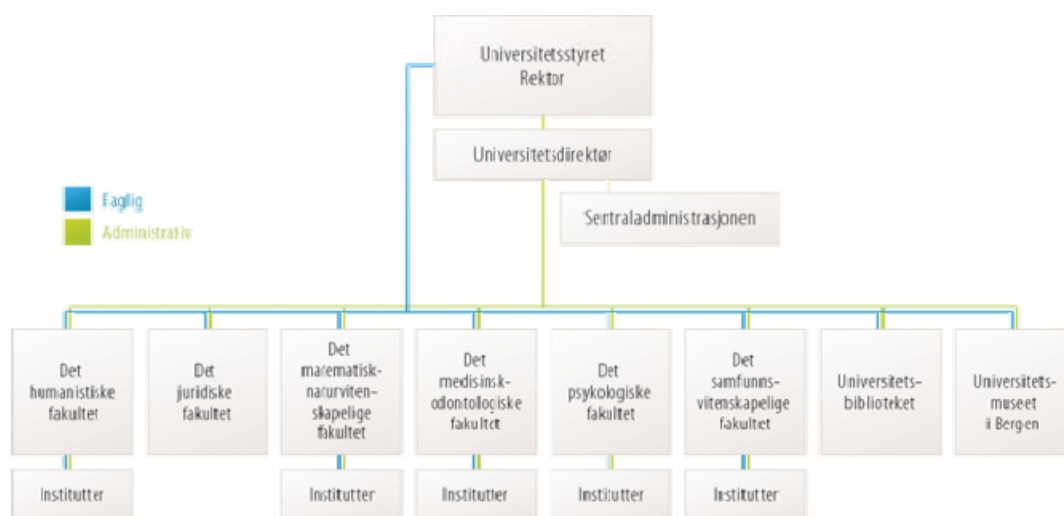 Universitetsstyret
Rektor
Universitetsdirektør
Faglig
Administrativ
Sentraladministrasjonen
Det
humanistiske
fakultet
Det
juridiske
fakultet
Det
matematisk-
naturviten-
skapelige
fakultet
Det
medisinsk-
odontologiske
fakultet
Det
psykologiske
fakultet
Det
samfunns-
vitenskapelige
fakultet
Universitets-
biblioteket
Universitets-
museet
i Bergen
Institutter
Institutter
Institutter
Institutter
Institutter